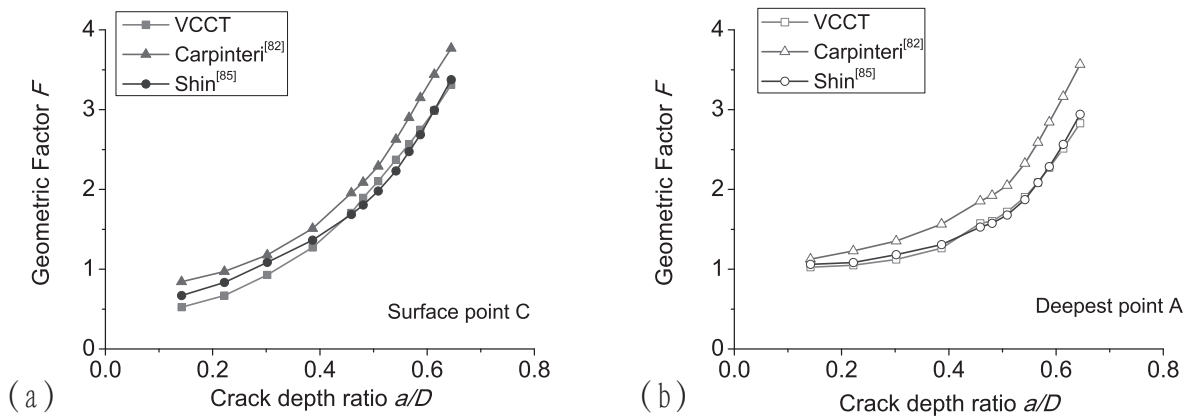 4
3
2
1
0
Geometric Factor F
VCCT
Carpinteri[82]
Shin[85]
Surface point C
0.0 0.2 0.4 0.6 0.8
Crack depth ratio a/D
(a)
4
3
2
1
0
Geometric Factor F
VCCT
Carpinteri[82]
Shin[85]
Deepest point A
0.0 0.2 0.4 0.6 0.8
Crack depth ratio a/D
(b)